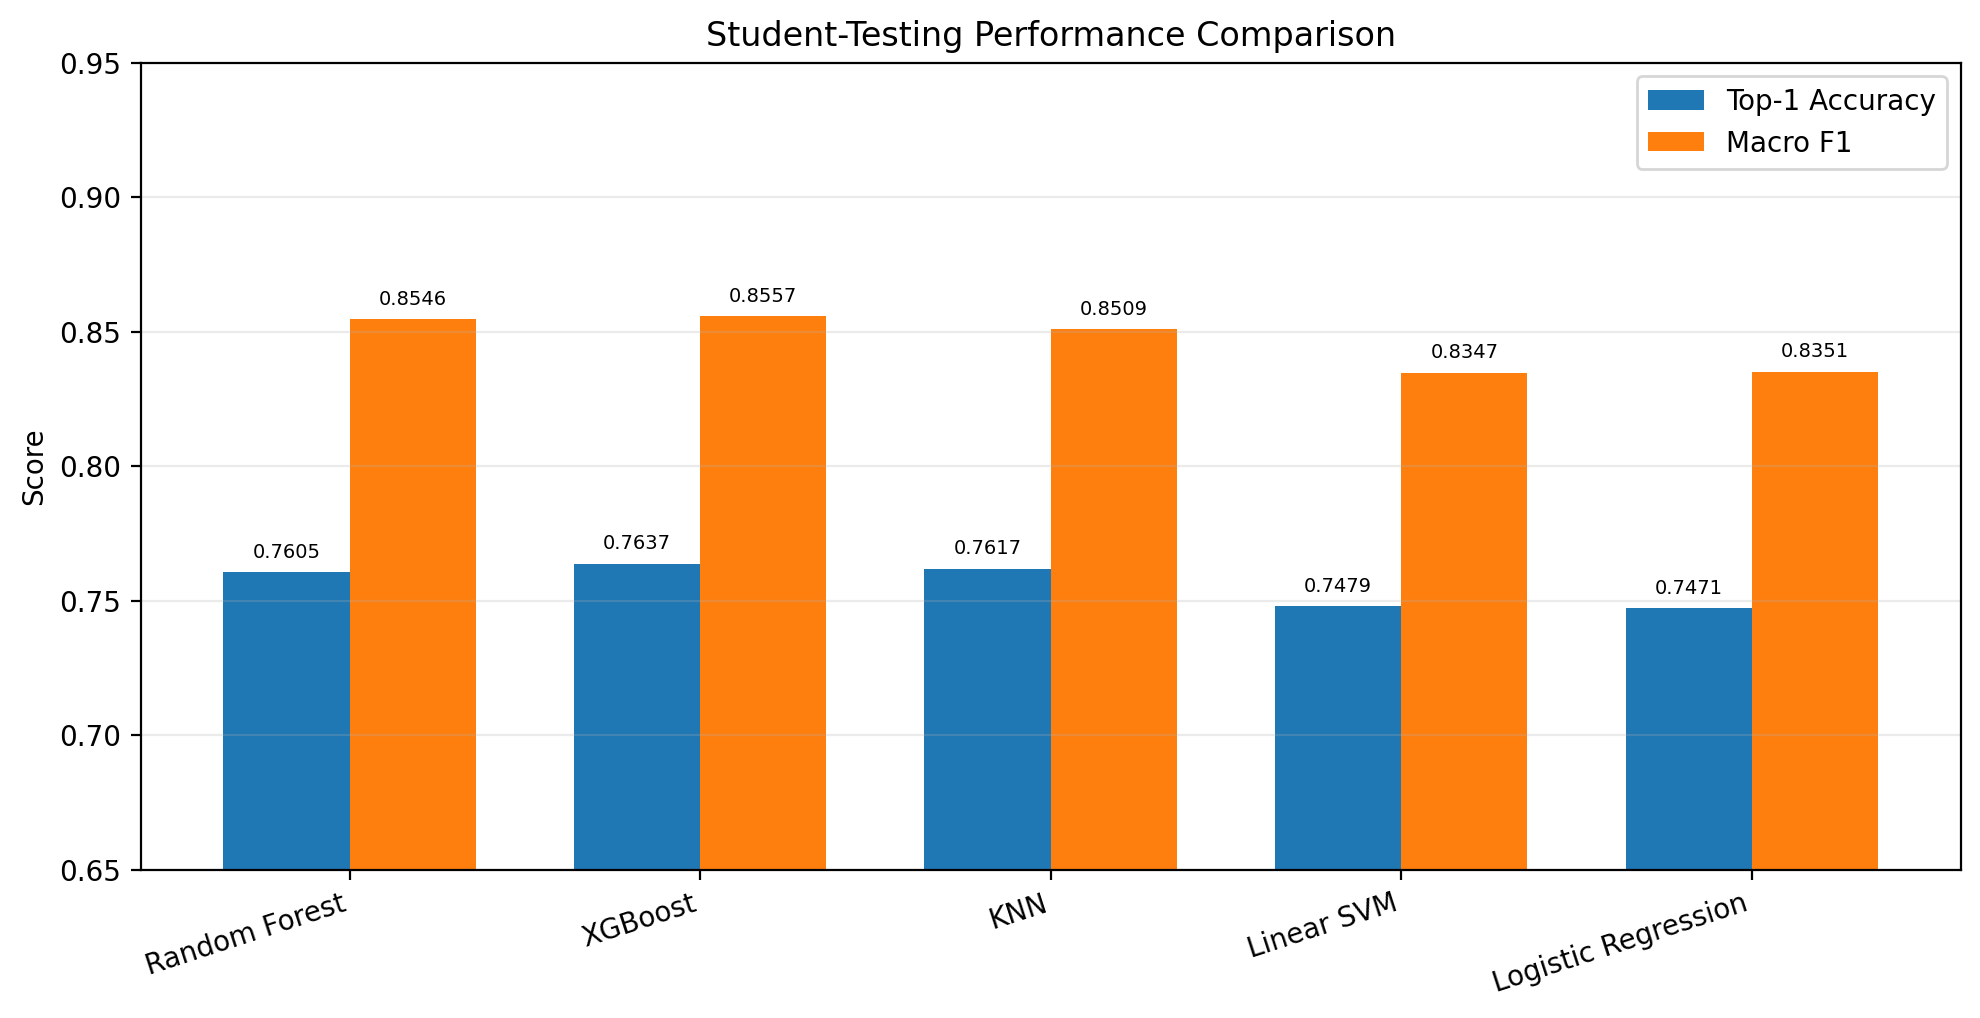 Student-Testing Performance Comparison
Top-1 Accuracy
Macro F1
Score
0.95
0.90
0.85
0.80
0.75
0.70
0.65
0.7605
0.8546
0.7637
0.8557
0.7617
0.8509
0.7479
0.8347
0.7471
0.8351
Random Forest
XGBoost
KNN
Linear SVM
Logistic Regression